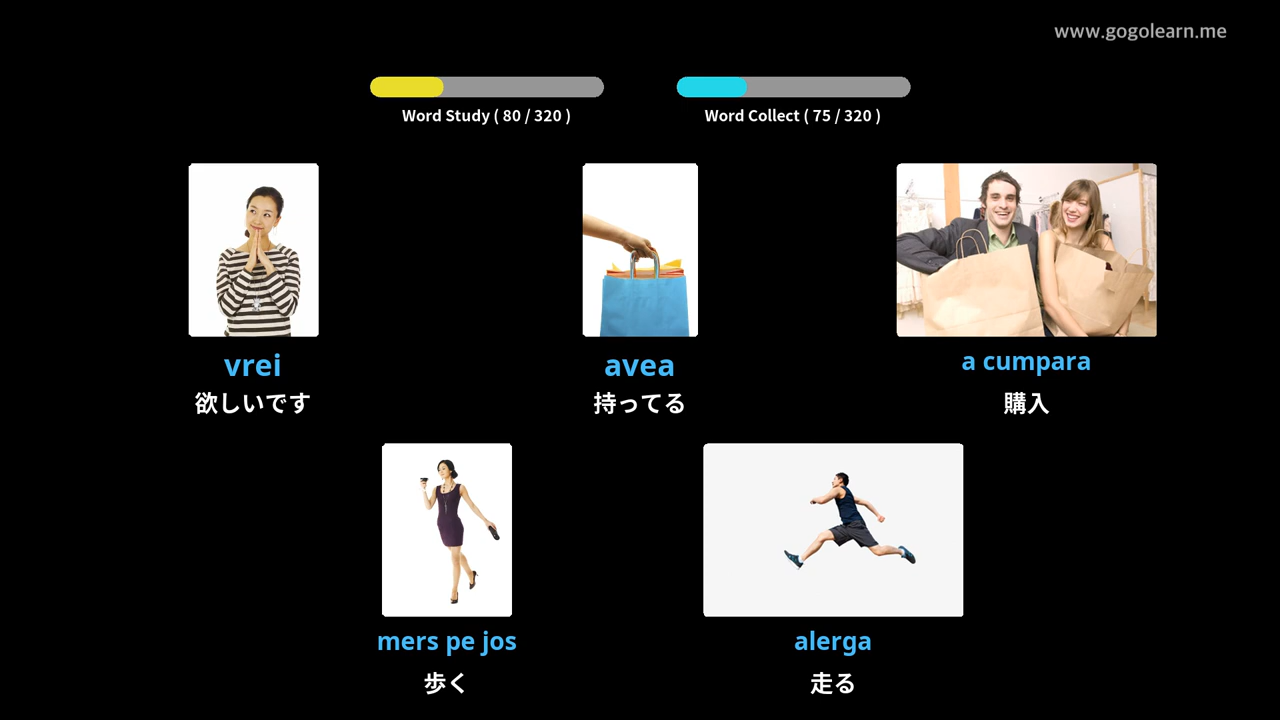 www.gogolearn.me
Word Study ( 80 / 320 )
Word Collect ( 75 / 320 )
vrei
欲しいです
avea
持ってる
a cumpara
購入
mers pe jos
歩く
alerga
走る